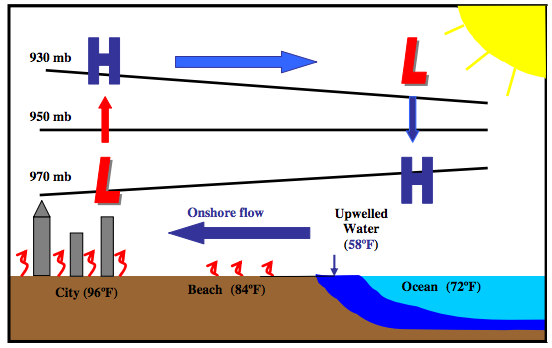 930 mb
H
L
950 mb
970 mb
L
H
Onshore flow
Upwelled
Water
(58ºF)
City (96ºF)
Beach (84ºF)
Ocean (72ºF)